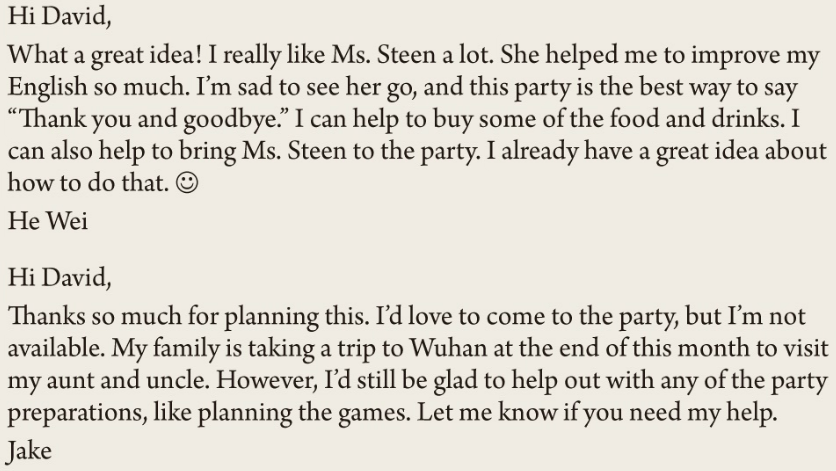 Hi David,
What a great idea! I really like Ms. Steen a lot. She helped me to improve my
English so much. I’m sad to see her go, and this party is the best way to say
“Thank you and goodbye.” I can help to buy some of the food and drinks. I
can also help to bring Ms. Steen to the party. I already have a great idea about
how to do that. ☺
He Wei
Hi David,
Thanks so much for planning this. I’d love to come to the party, but I’m not
available. My family is taking a trip to Wuhan at the end of this month to visit
my aunt and uncle. However, I’d still be glad to help out with any of the party
preparations, like planning the games. Let me know if you need my help.
Jake